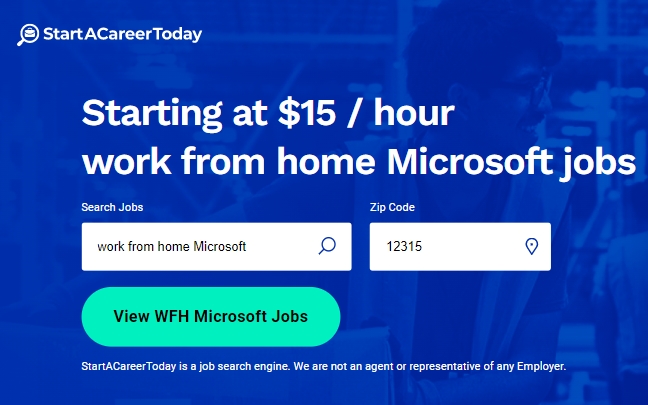 StartACareerToday
Starting at $15 / hour
work from home Microsoft jobs
Search Jobs
Zip Code
work from home Microsoft
12315
View WFH Microsoft Jobs
StartACareerToday is a job search engine. We are not an agent or representative of any Employer.